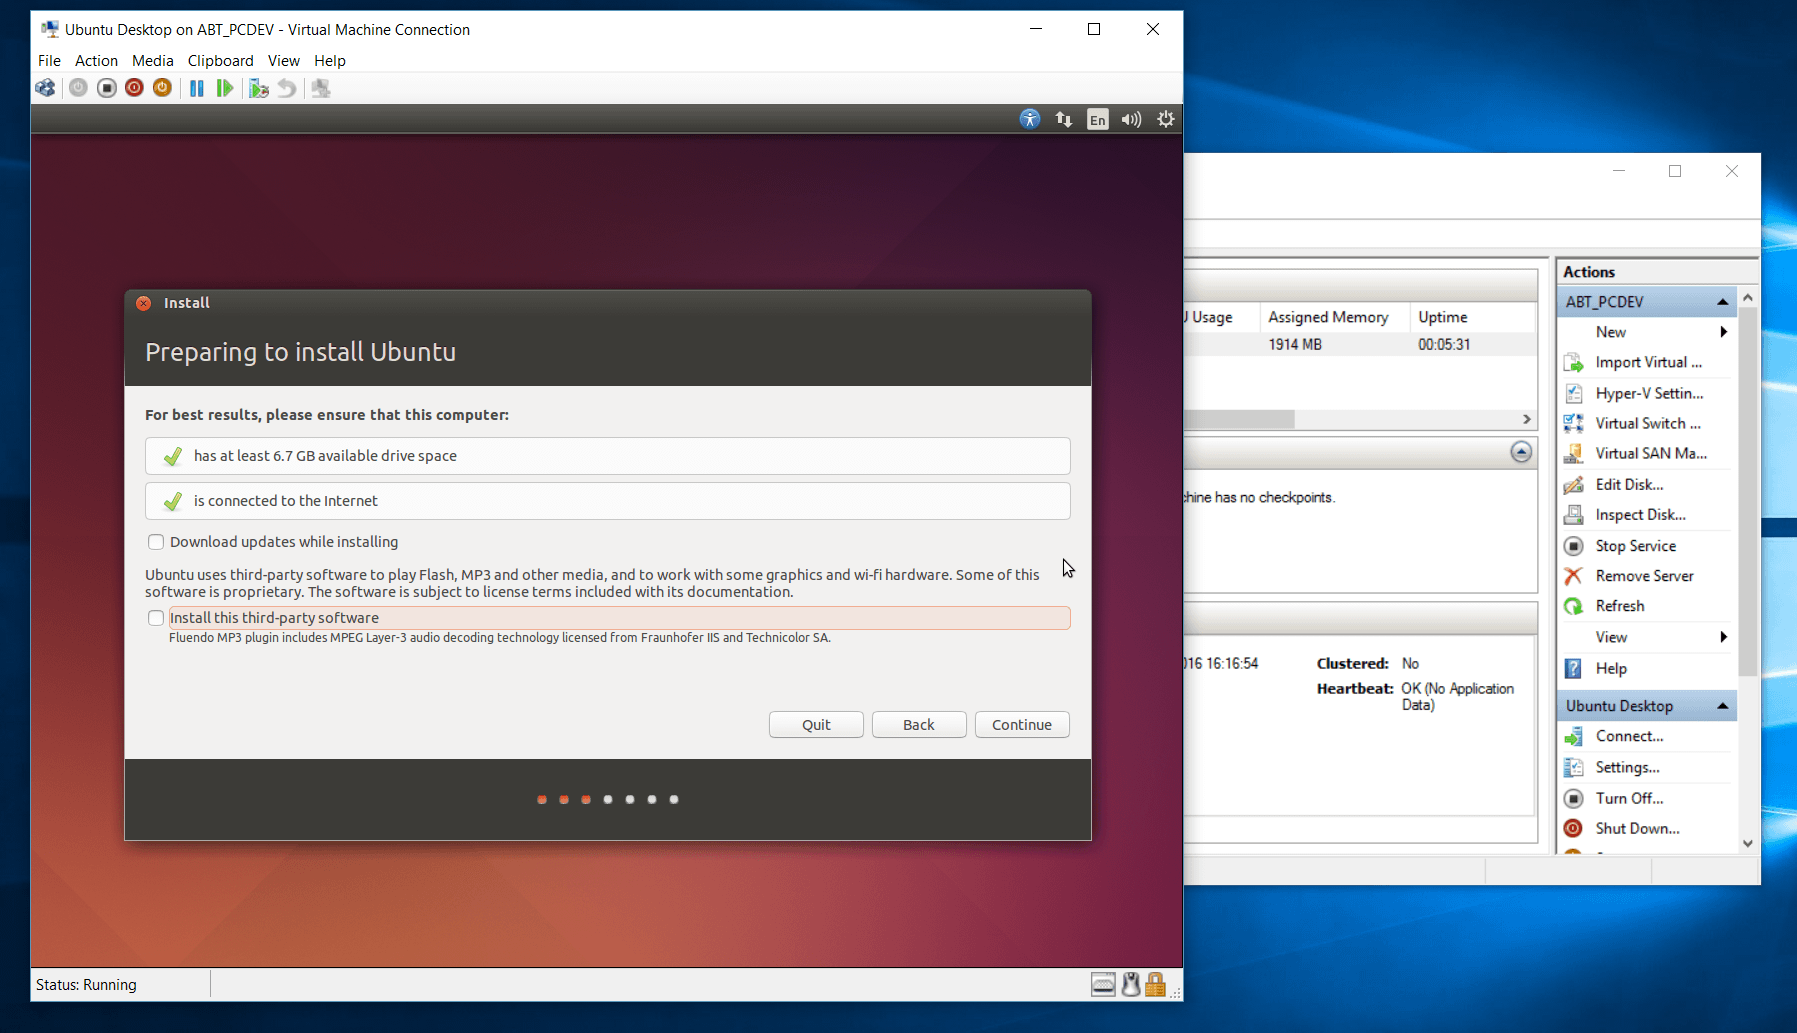 Ubuntu Desktop on ABT_PCDEV - Virtual Machine Connection
File Action Media Clipboard View Help
En
Install
Preparing to install Ubuntu
For best results, please ensure that this computer:
has at least 6.7 GB available drive space
is connected to the Internet
Download updates while installing
Ubuntu uses third-party software to play Flash, MP3 and other media, and to work with some graphics and wi-fi hardware. Some of this
software is proprietary. The software is subject to license terms included with its documentation.
Install this third-party software
Fluendo MP3 plugin includes MPEG Layer-3 audio decoding technology licensed from Fraunhofer IIS and Technicolor SA.
Quit Back Continue
Status: Running
Usage Assigned Memory Uptime
1914 MB 00:05:31
has no checkpoints.
16:16:54 Clustered: No
Heartbeat: OK (No Application
Data)
Actions
ABT_PCDEV
New
Import Virtual ...
Hyper-V Settin...
Virtual Switch ...
Virtual SAN Ma...
Edit Disk...
Inspect Disk...
Stop Service
Remove Server
Refresh
View
Help
Ubuntu Desktop
Connect...
Settings...
Turn Off...
Shut Down...